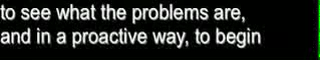 to see what the problems are,
and in a proactive way, to begin